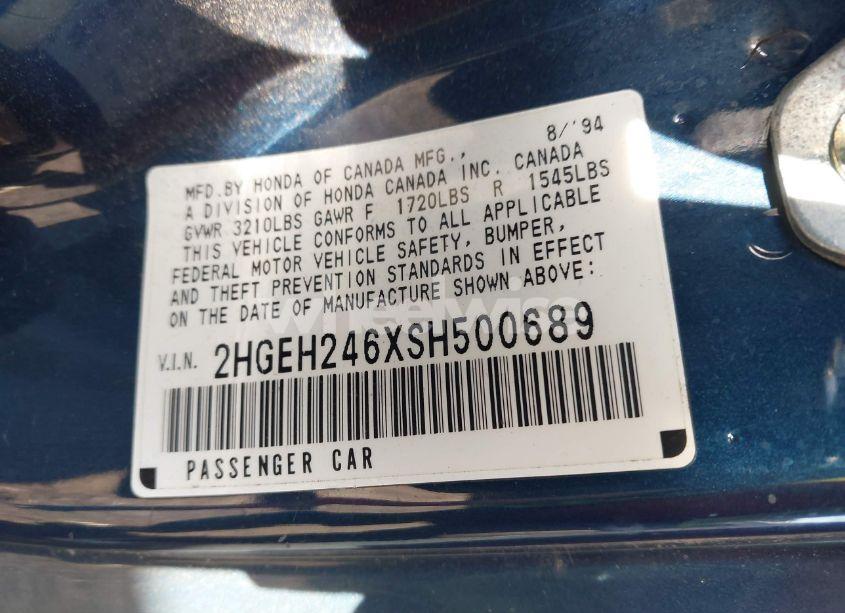 8/'94
MFD.BY HONDA OF CANADA MFG.,
A DIVISION OF HONDA CANADA INC. CANADA
GVWR 3210LBS GAWR F 1720LBS R 1545LBS
THIS VEHICLE CONFORMS TO ALL APPLICABLE
FEDERAL MOTOR VEHICLE SAFETY, BUMPER,
AND THEFT PREVENTION STANDARDS IN EFFECT
ON THE DATE OF MANUFACTURE SHOWN ABOVE:
V.I.N. 2HGEH246XSH500689
PASSENGER CAR